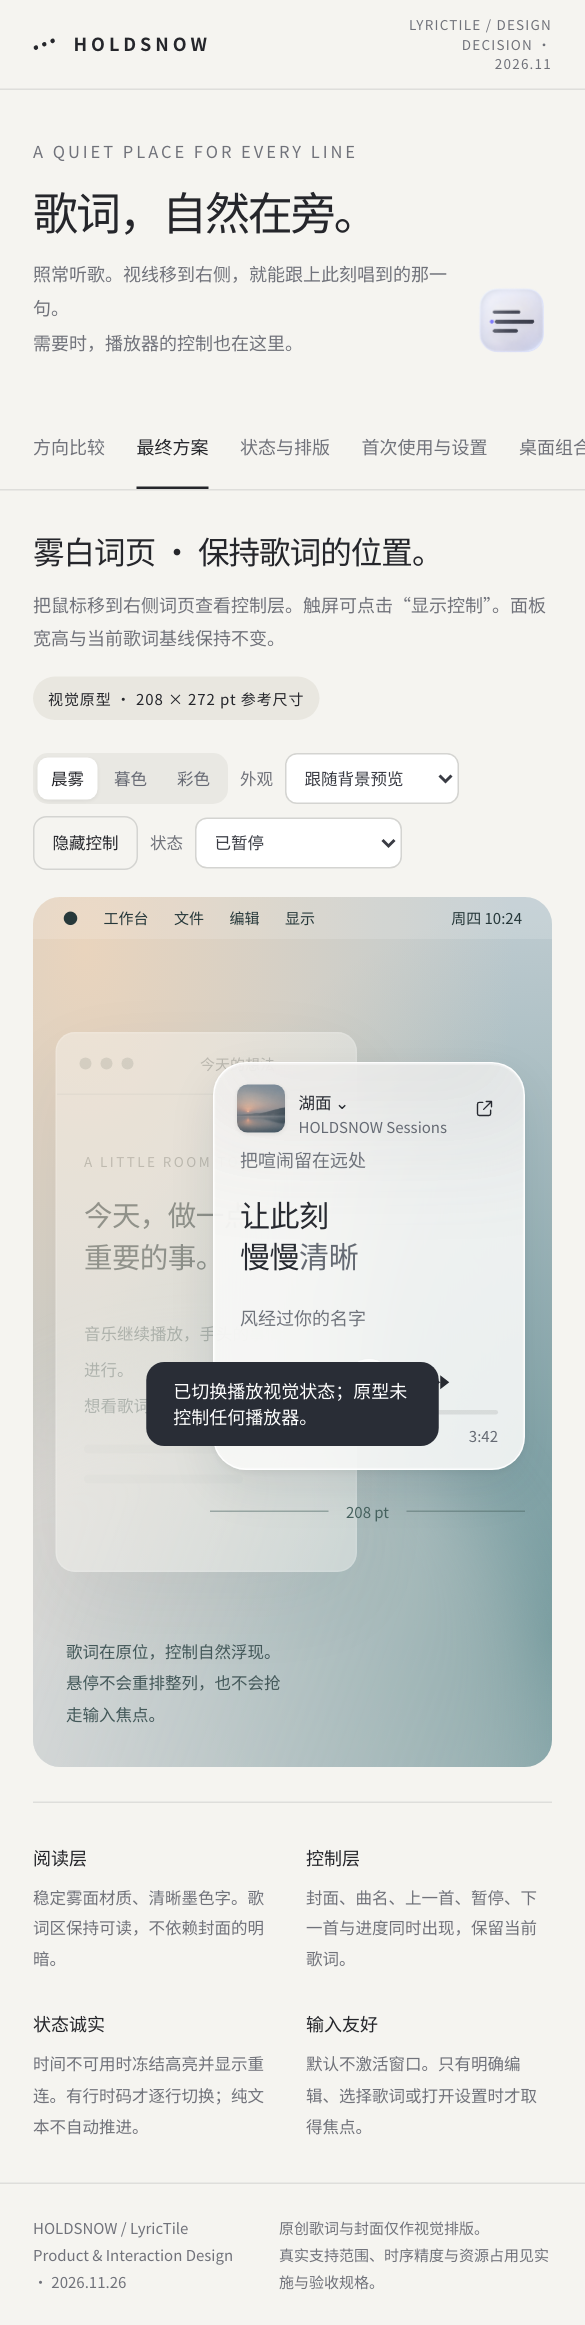 HOLDSNOW
LYRICTILE / DESIGN
DECISION ·
2026.11
A QUIET PLACE FOR EVERY LINE
歌词，自然在旁。
照常听歌。视线移到右侧，就能跟上此刻唱到的那一
句。
需要时，播放器的控制也在这里。
方向比较 最终方案 状态与排版 首次使用与设置 桌面组合
雾白词页 · 保持歌词的位置。
把鼠标移到右侧词页查看控制层。触屏可点击“显示控制”。面板
宽高与当前歌词基线保持不变。
视觉原型 · 208 × 272 pt 参考尺寸
晨雾 暮色 彩色 外观 跟随背景预览
隐藏控制 状态 已暂停
工作台 文件 编辑 显示 周四 10:24
今天的想法
湖面
HOLDSNOW Sessions
把喧闹留在远处
A LITTLE ROOM
今天，做一
重要的事。
让此刻
慢慢清晰
风经过你的名字
音乐继续播放，手
进行。
想看歌词
已切换播放视觉状态；原型未
控制任何播放器。
3:42
208 pt
歌词在原位，控制自然浮现。
悬停不会重排整列，也不会抢
走输入焦点。
阅读层
稳定雾面材质、清晰墨色字。歌
词区保持可读，不依赖封面的明
暗。
控制层
封面、曲名、上一首、暂停、下
一首与进度同时出现，保留当前
歌词。
状态诚实
时间不可用时冻结高亮并显示重
连。有行时码才逐行切换；纯文
本不自动推进。
输入友好
默认不激活窗口。只有明确编
辑、选择歌词或打开设置时才取
得焦点。
HOLDSNOW / LyricTile
Product & Interaction Design
· 2026.11.26
原创歌词与封面仅作视觉排版。
真实支持范围、时序精度与资源占用见实
施与验收规格。